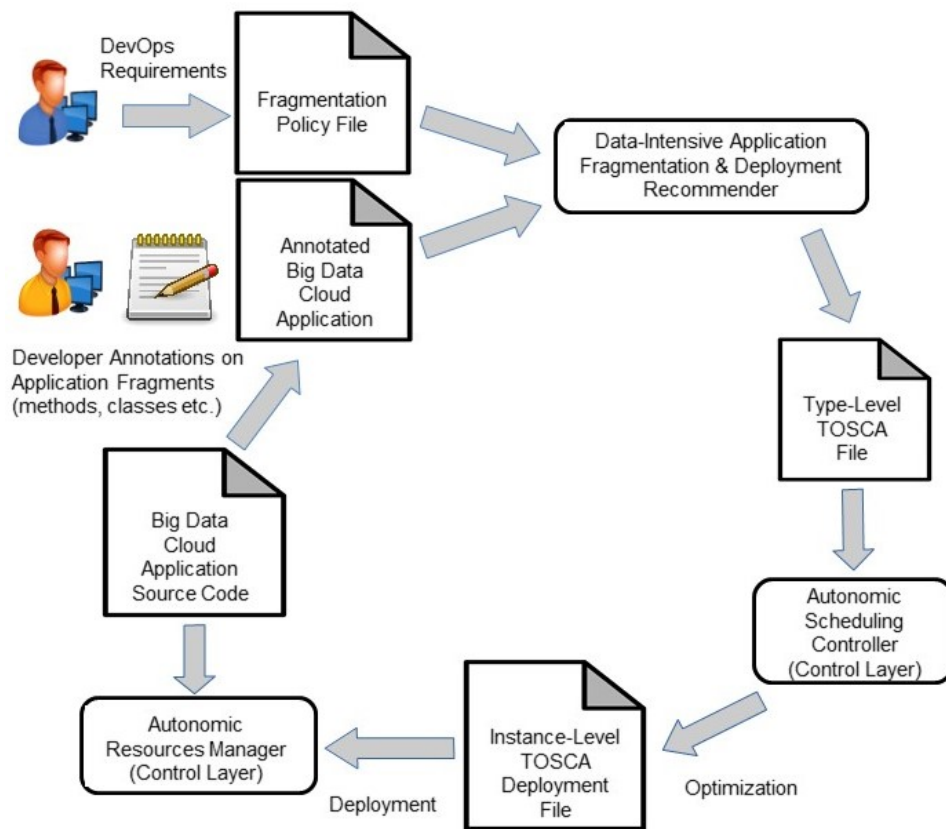 DevOps
Requirements
Fragmentation
Policy File
Data-Intensive Application
Fragmentation & Deployment
Recommender
Annotated
Big Data
Cloud
Application
Developer Annotations on
Application Fragments
(methods, classes etc.)
Type-Level
TOSCA
File
Big Data
Cloud
Application
Source Code
Autonomic
Scheduling
Controller
(Control Layer)
Autonomic
Resources Manager
(Control Layer)
Instance-Level
TOSCA
Deployment
File
Deployment
Optimization